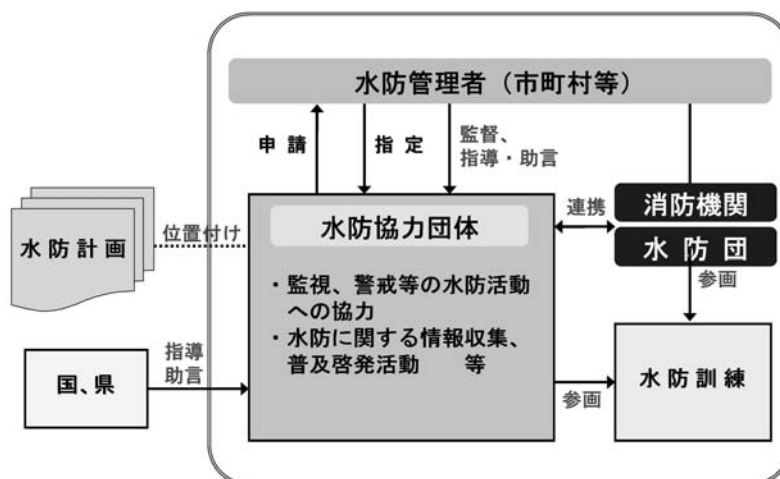 水防管理者（市町村等）
申請
指定
監督、
指導・助言
水防計画
位置付け
水防協力団体
・監視、警戒等の水防活動
への協力
・水防に関する情報収集、
普及啓発活動　等
連携
消防機関
水防団
参画
国、県
指導
助言
参画
水防訓練